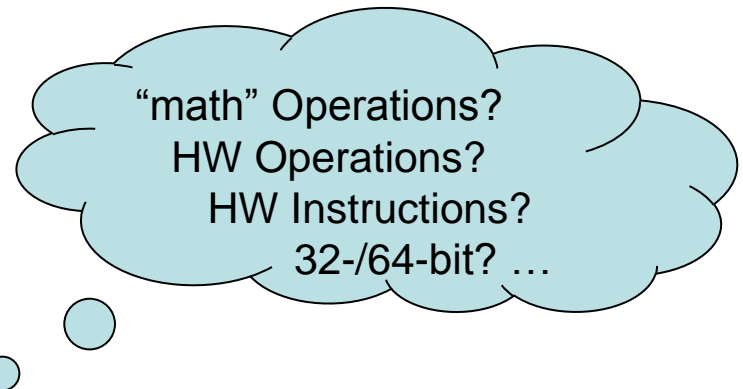 “math” Operations?
HW Operations?
HW Instructions?
32-/64-bit? …